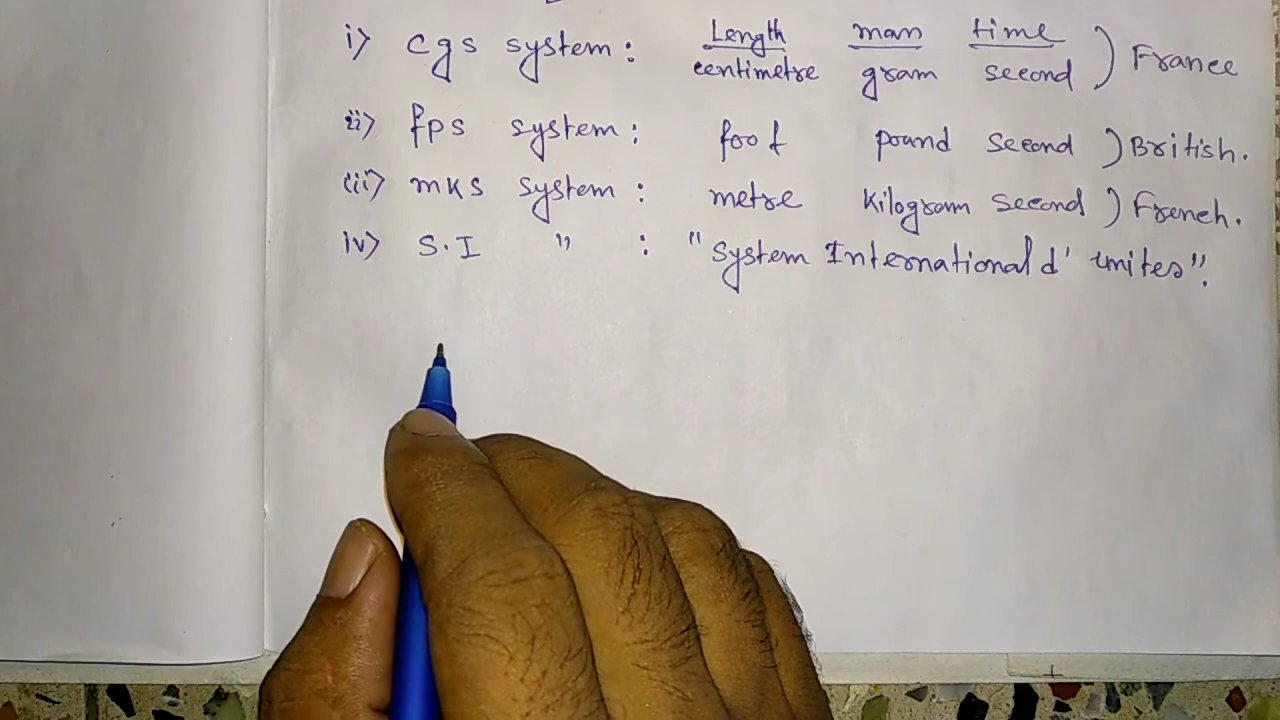 Length mass time
i) cgs system : centimetre gram second ) France
ii) fps system : foot pound second ) British.
iii) mks system : metre kilogram second ) French.
iv) S.I " : "System International d' unites".